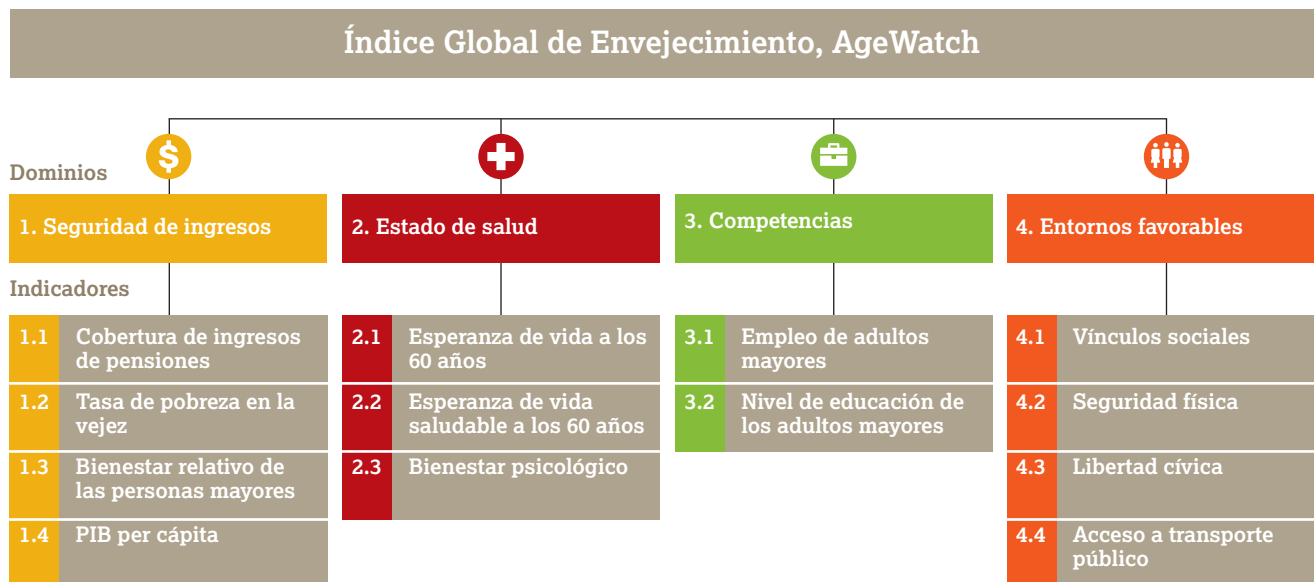 Índice Global de Envejecimiento, AgeWatch
$
Dominios
1. Seguridad de ingresos
2. Estado de salud
3. Competencias
4. Entornos favorables
Indicadores
1.1 Cobertura de ingresos
de pensiones
1.2 Tasa de pobreza en la
vejez
1.3 Bienestar relativo de
las personas mayores
1.4 PIB per cápita
2.1 Esperanza de vida a los
60 años
2.2 Esperanza de vida
saludable a los 60 años
2.3 Bienestar psicológico
3.1 Empleo de adultos
mayores
3.2 Nivel de educación de
los adultos mayores
4.1 Vínculos sociales
4.2 Seguridad física
4.3 Libertad cívica
4.4 Acceso a transporte
público